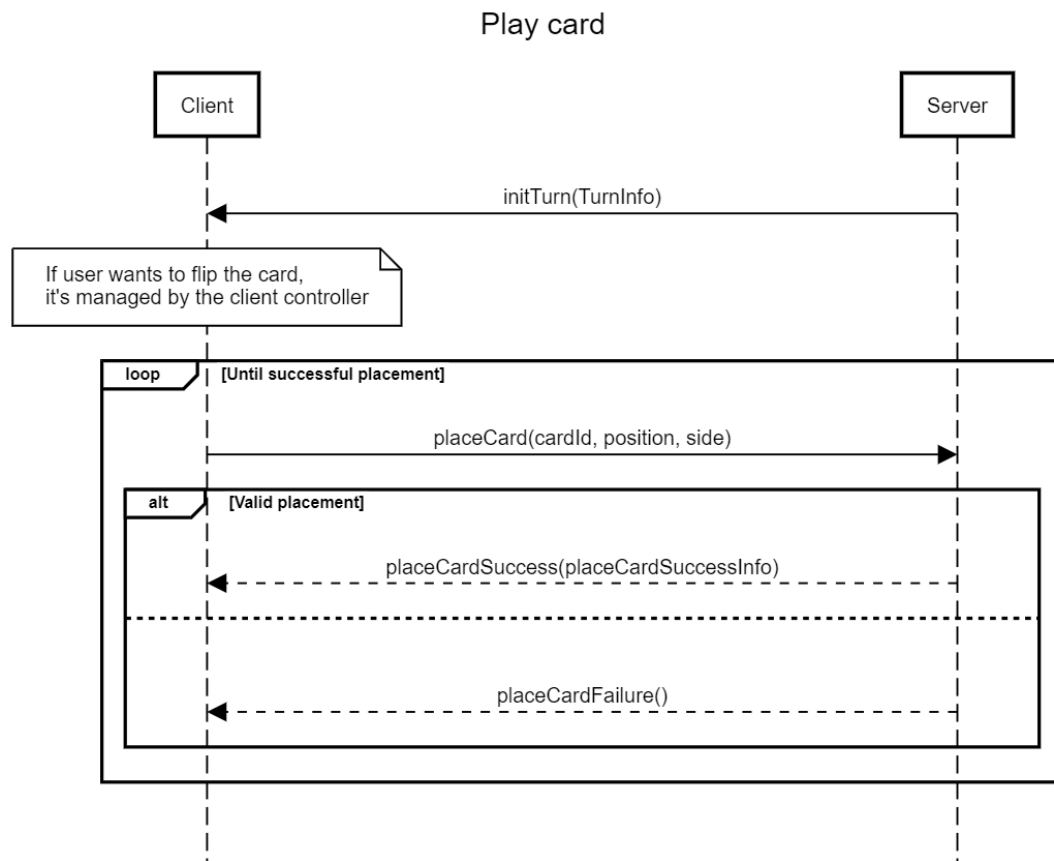 Play card
Client
Server
initTurn(TurnInfo)
If user wants to flip the card,
it's managed by the client controller
loop
[Until successful placement]
placeCard(cardId, position, side)
alt
[Valid placement]
placeCardSuccess(placeCardSuccessInfo)
placeCardFailure()